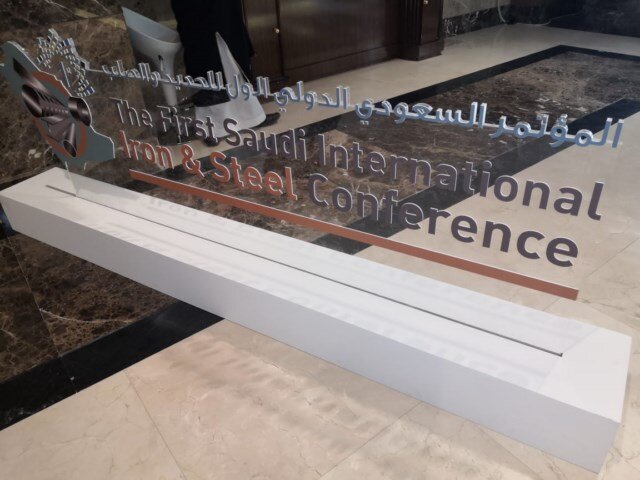 المؤتمر السعودي الدولي الأول للحديد والصلب
The First Saudi International
Iron & Steel Conference